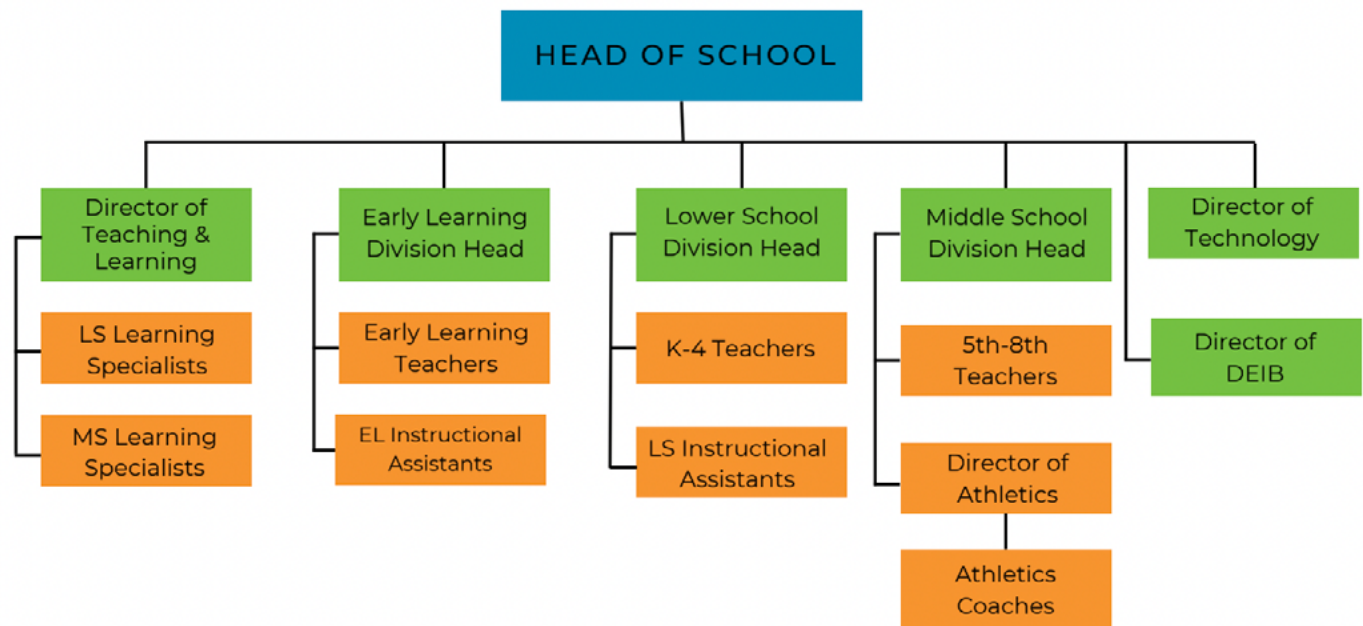 HEAD OF SCHOOL
Director of
Teaching &
Learning
LS Learning
Specialists
MS Learning
Specialists
Early Learning
Division Head
Early Learning
Teachers
EL Instructional
Assistants
Lower School
Division Head
K-4 Teachers
LS Instructional
Assistants
Middle School
Division Head
5th-8th
Teachers
Director of
Athletics
Athletics
Coaches
Director of
Technology
Director of
DEIB